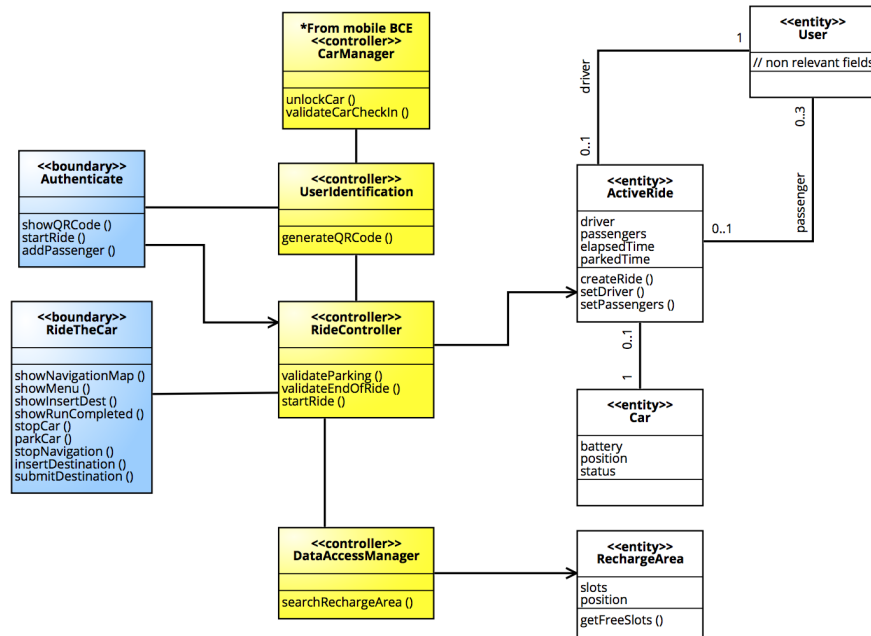 *From mobile BCE
<<controller>>
CarManager
unlockCar ()
validateCarCheckIn ()
<<entity>>
User
// non relevant fields
1
driver
0..1
0..3
passenger
0..1
<<boundary>>
Authenticate
showQRCode ()
startRide ()
addPassenger ()
<<controller>>
UserIdentification
generateQRCode ()
<<entity>>
ActiveRide
driver
passengers
elapsedTime
parkedTime
createRide ()
setDriver ()
setPassengers ()
<<boundary>>
RideTheCar
showNavigationMap ()
showMenu ()
showInsertDest ()
showRunCompleted ()
stopCar ()
parkCar ()
stopNavigation ()
insertDestination ()
submitDestination ()
<<controller>>
RideController
validateParking ()
validateEndOfRide ()
startRide ()
0..1
1
<<entity>>
Car
battery
position
status
<<controller>>
DataAccessManager
searchRechargeArea ()
<<entity>>
RechargeArea
slots
position
getFreeSlots ()